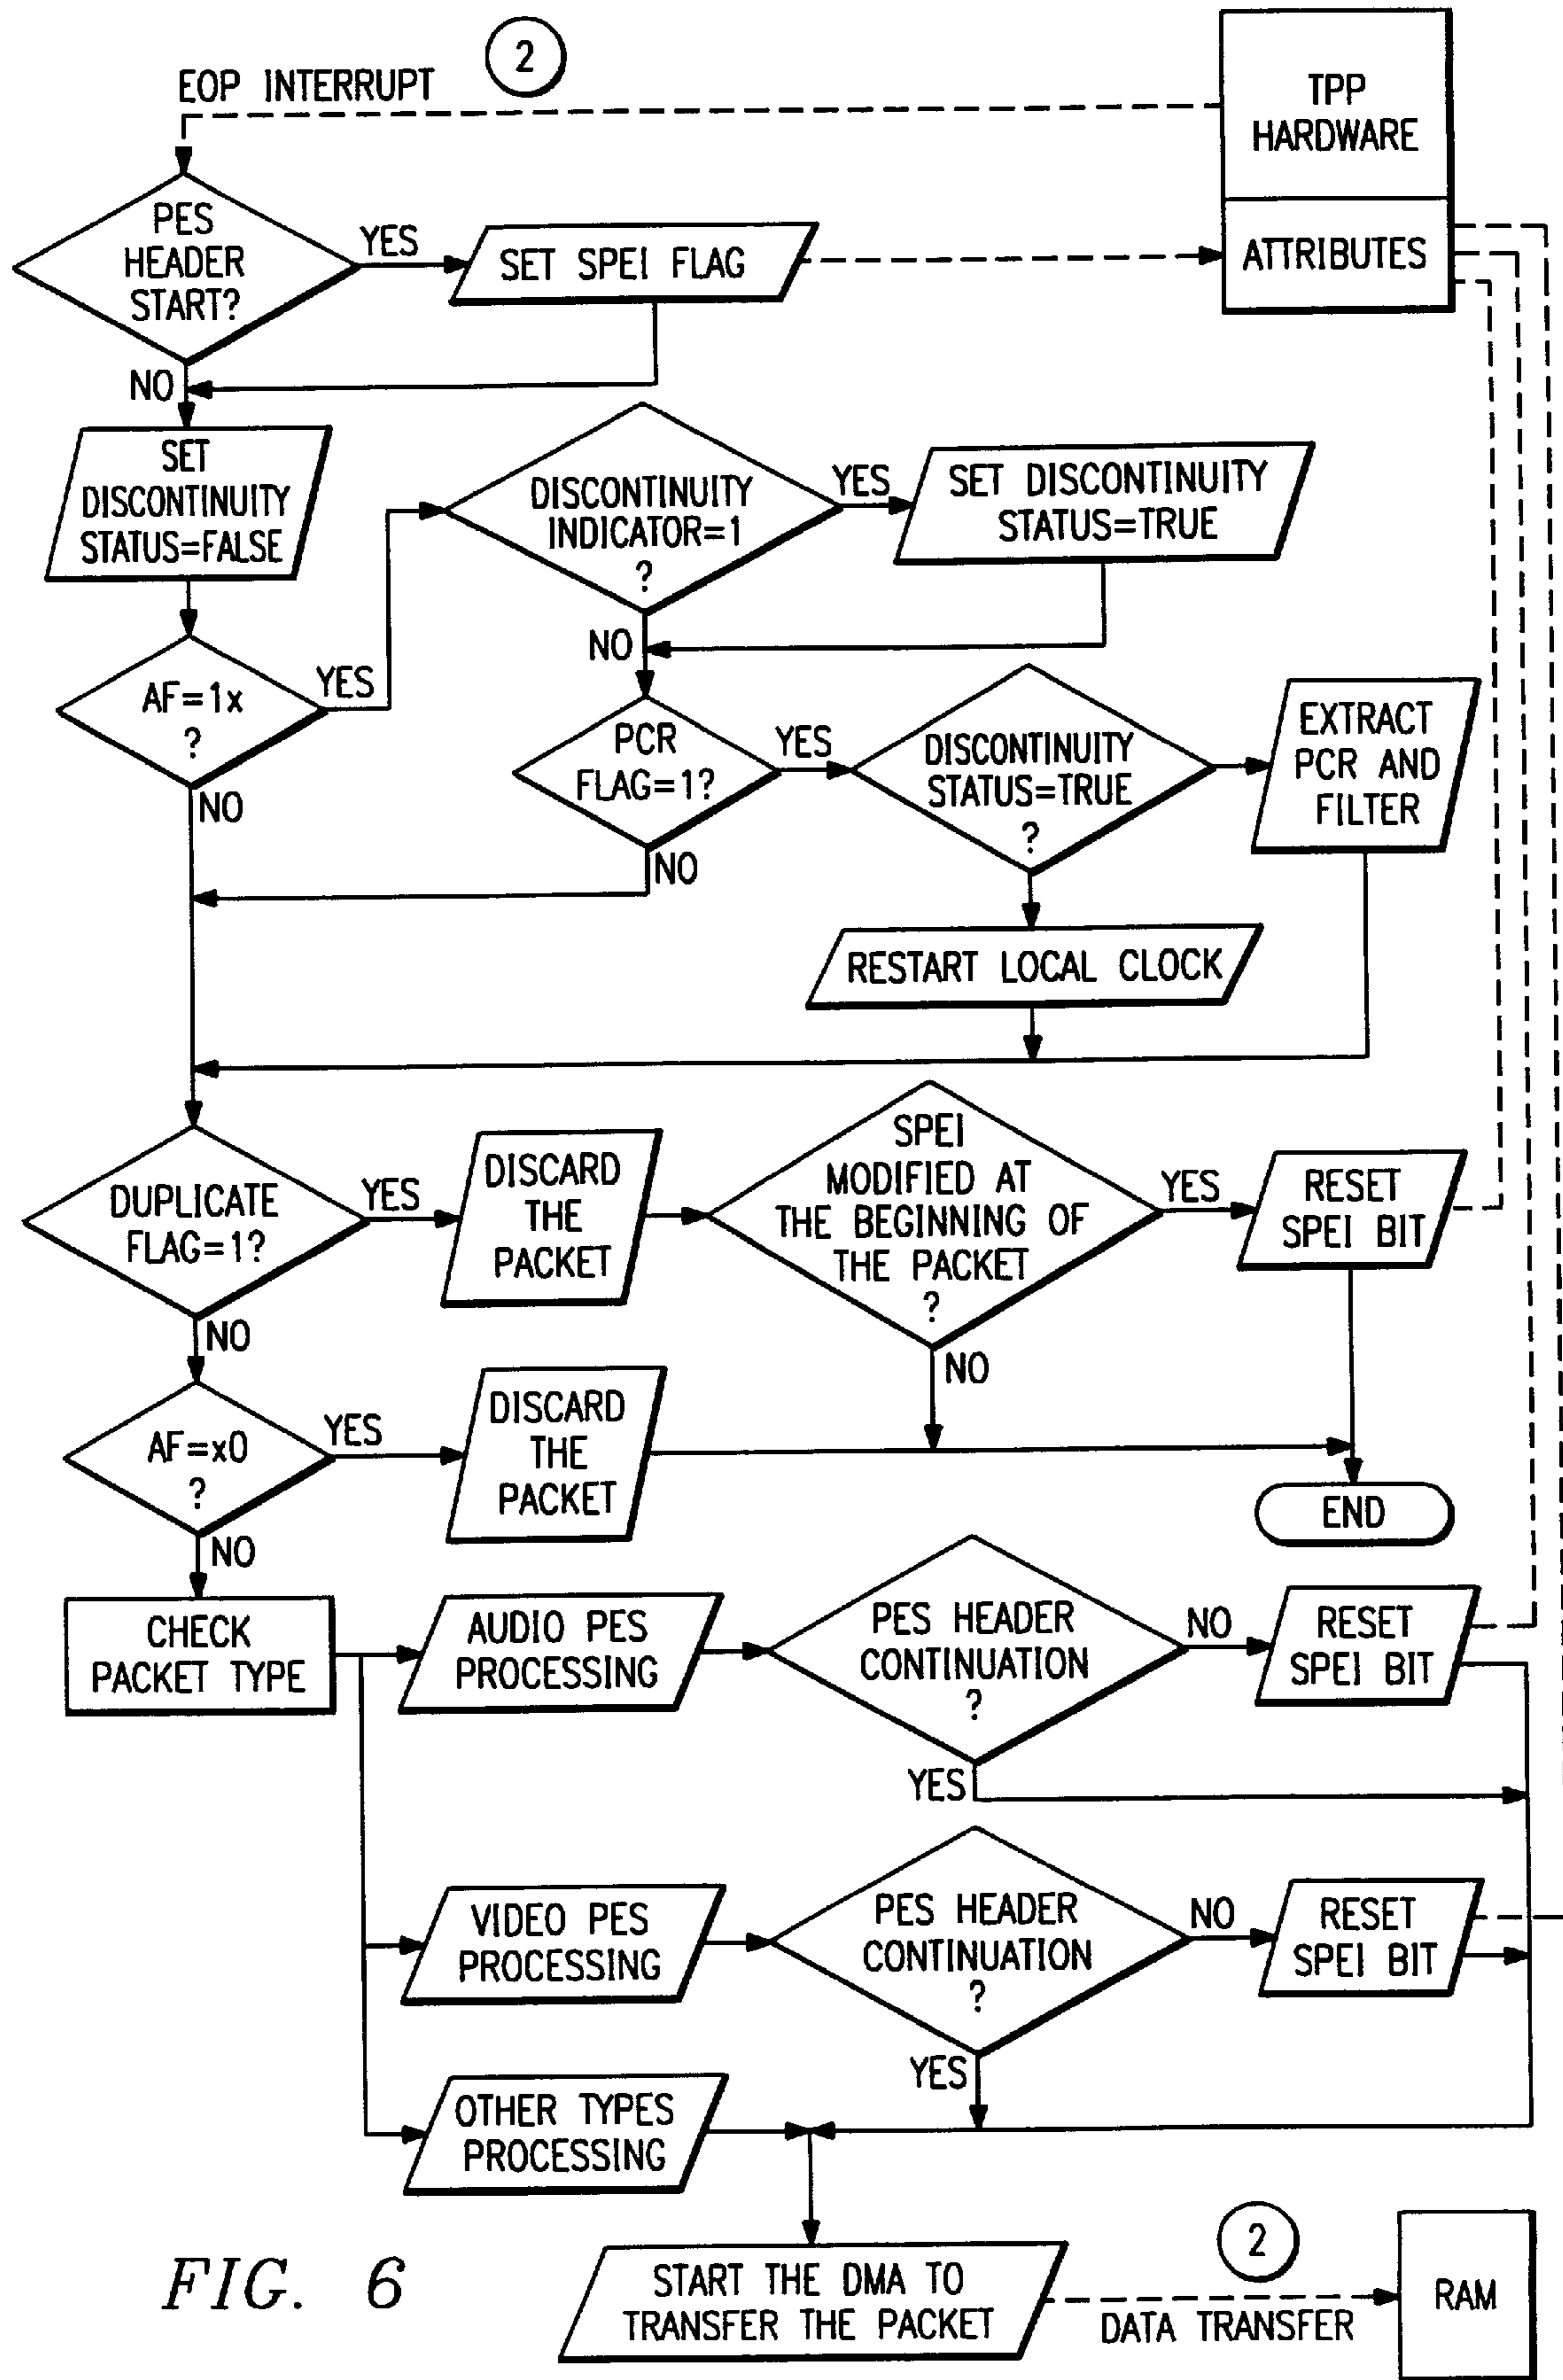 2
EOP INTERRUPT
TPP
HARDWARE
ATTRIBUTES
PES
HEADER
START?
YES
SET SPEI FLAG
NO
SET
DISCONTINUITY
STATUS=FALSE
DISCONTINUITY
INDICATOR=1
?
YES
SET DISCONTINUITY
STATUS=TRUE
NO
AF=1x
?
YES
NO
PCR
FLAG=1?
YES
NO
DISCONTINUITY
STATUS=TRUE
?
EXTRACT
PCR AND
FILTER
RESTART LOCAL CLOCK
DUPLICATE
FLAG=1?
YES
NO
DISCARD
THE
PACKET
SPEI
MODIFIED AT
THE BEGINNING OF
THE PACKET
?
YES
NO
RESET
SPEI BIT
AF=x0
?
YES
NO
DISCARD
THE
PACKET
END
CHECK
PACKET TYPE
AUDIO PES
PROCESSING
PES HEADER
CONTINUATION
?
NO
YES
RESET
SPEI BIT
VIDEO PES
PROCESSING
PES HEADER
CONTINUATION
?
NO
YES
RESET
SPEI BIT
OTHER TYPES
PROCESSING
START THE DMA TO
TRANSFER THE PACKET
2
DATA TRANSFER
RAM
FIG. 6